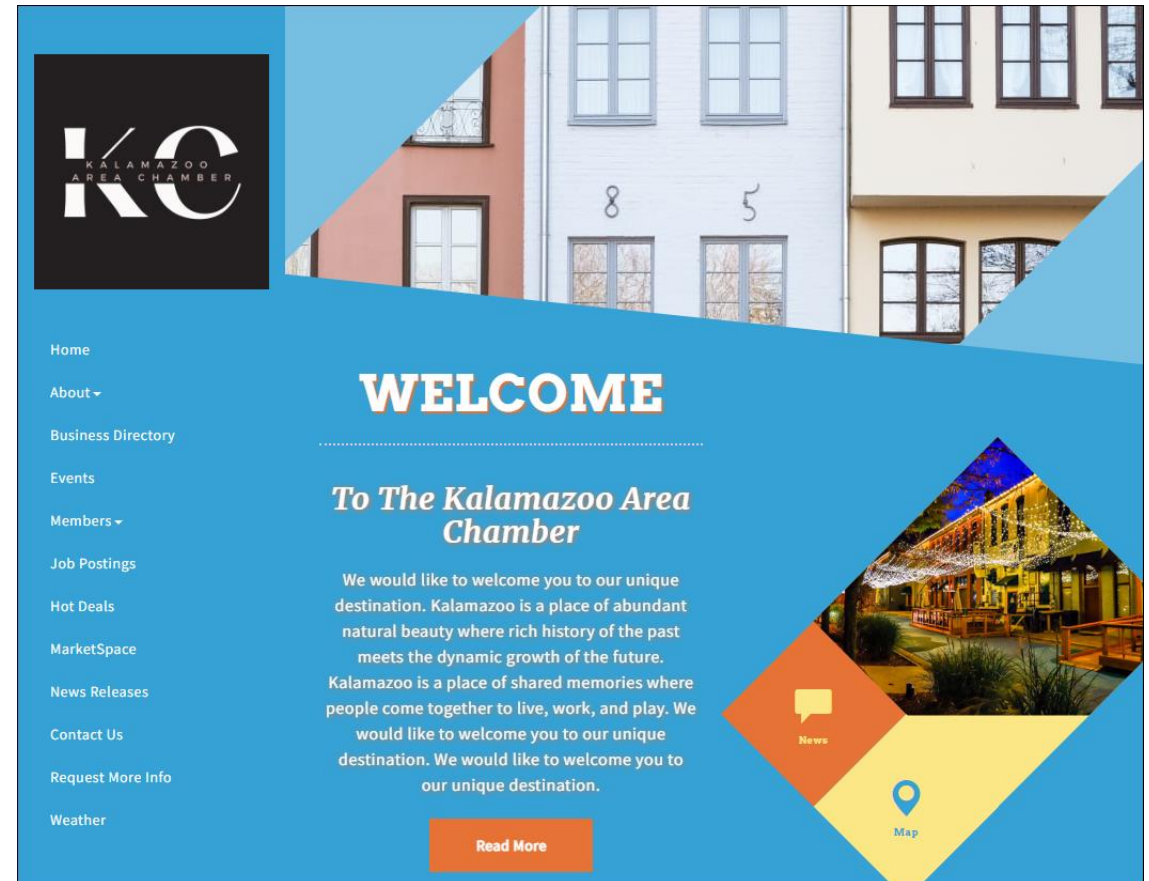 KALAMAZOO
AREA CHAMBER
KC
8 5
Home
About
Business Directory
Events
Members
Job Postings
Hot Deals
MarketSpace
News Releases
Contact Us
Request More Info
Weather
WELCOME
To The Kalamazoo Area
Chamber
We would like to welcome you to our unique
destination. Kalamazoo is a place of abundant
natural beauty where rich history of the past
meets the dynamic growth of the future.
Kalamazoo is a place of shared memories where
people come together to live, work, and play. We
would like to welcome you to our unique
destination. We would like to welcome you to
our unique destination.
Read More
News
Map